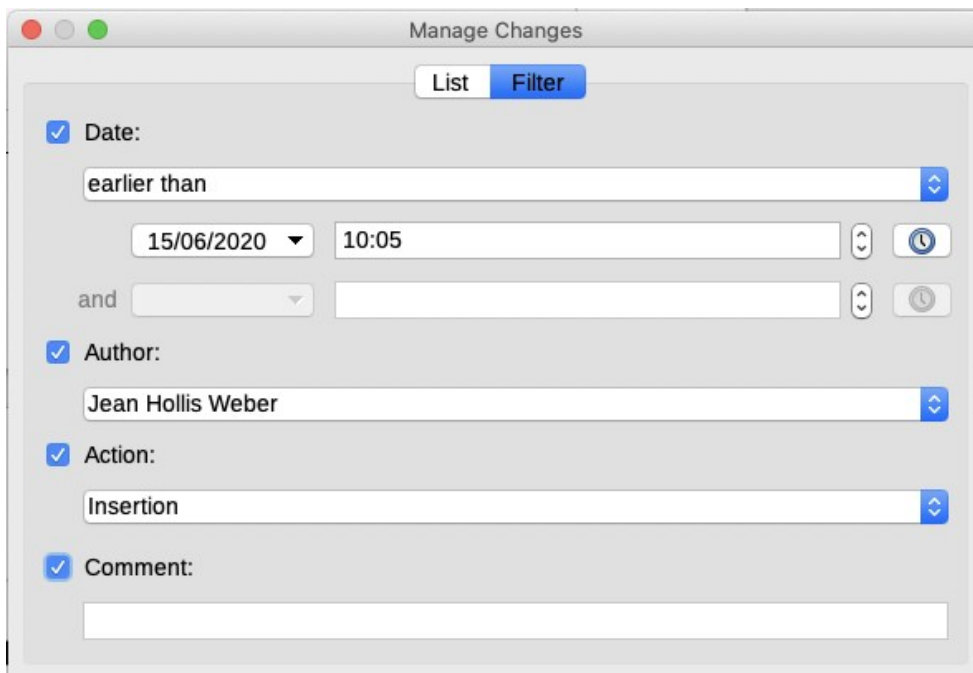 Manage Changes
List Filter
Date:
earlier than
15/06/2020 10:05
and
Author:
Jean Hollis Weber
Action:
Insertion
Comment: